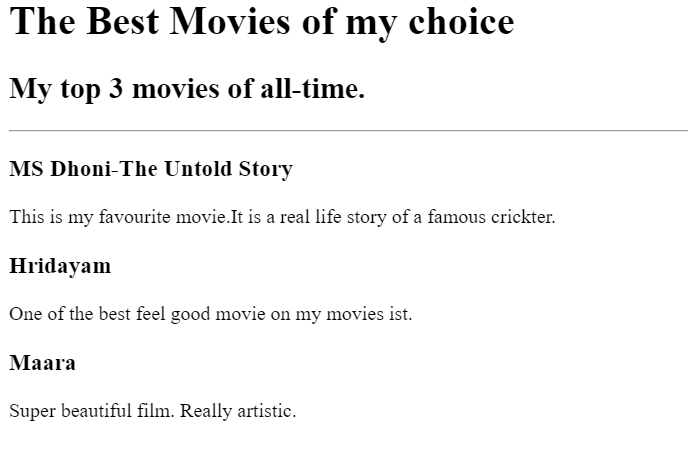 The Best Movies of my choice
My top 3 movies of all-time.
MS Dhoni-The Untold Story
This is my favourite movie.It is a real life story of a famous crickter.
Hridayam
One of the best feel good movie on my movies ist.
Maara
Super beautiful film. Really artistic.